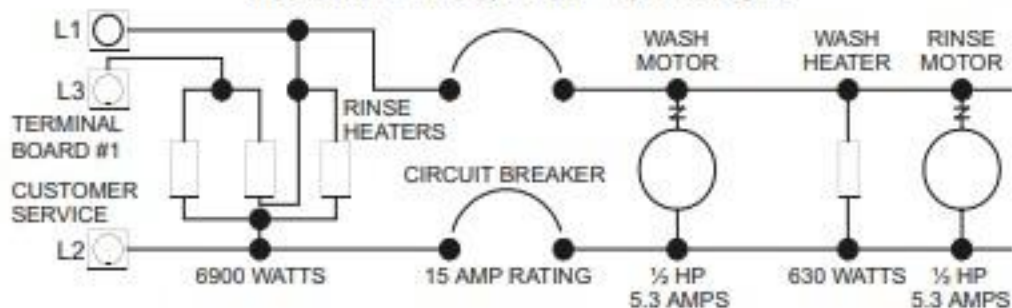 L1
L3
TERMINAL
BOARD #1
CUSTOMER
SERVICE
L2
RINSE
HEATERS
6900 WATTS
CIRCUIT BREAKER
15 AMP RATING
WASH
MOTOR
½ HP
5.3 AMPS
WASH
HEATER
630 WATTS
RINSE
MOTOR
½ HP
5.3 AMPS